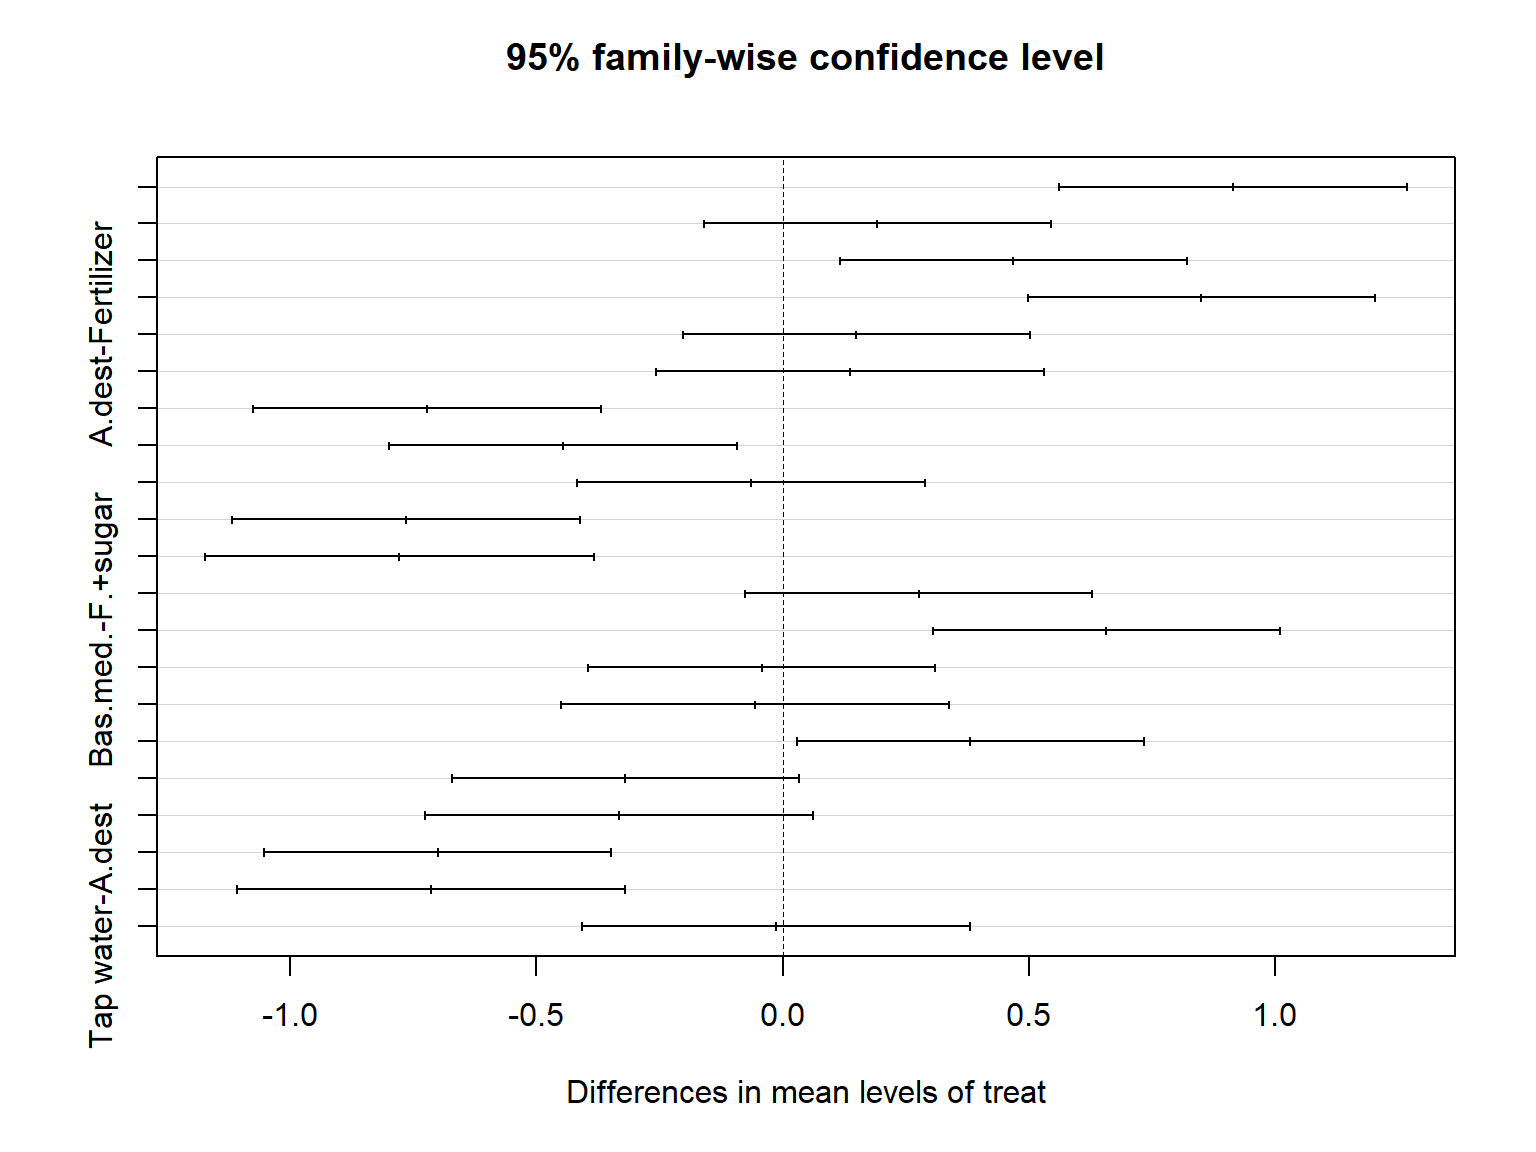 95% family-wise confidence level
A.dest-Fertilizer
Bas.med.-F.+sugar
Tap water-A.dest
-1.0
-0.5
0.0
0.5
1.0
Differences in mean levels of treat